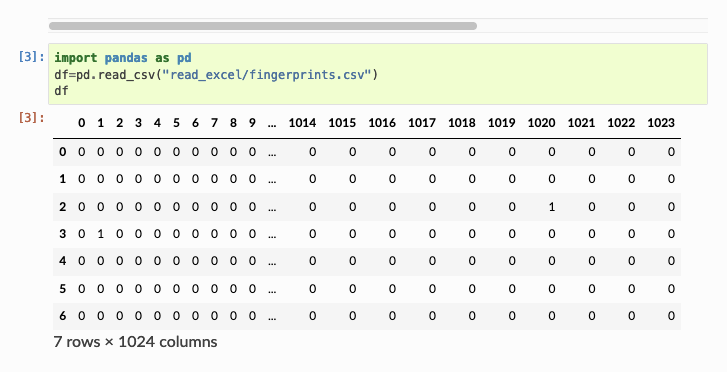 [3]: import pandas as pd
df=pd.read_csv("read_excel/fingerprints.csv")
df
[3]: 0 1 2 3 4 5 6 7 8 9 ... 1014 1015 1016 1017 1018 1019 1020 1021 1022 1023
0 0 0 0 0 0 0 0 0 0 0 ... 0 0 0 0 0 0 0 0 0 0
1 0 0 0 0 0 0 0 0 0 0 ... 0 0 0 0 0 0 0 0 0 0
2 0 0 0 0 0 0 0 0 0 0 ... 0 0 0 0 0 0 1 0 0 0
3 0 1 0 0 0 0 0 0 0 0 ... 0 0 0 0 0 0 0 0 0 0
4 0 0 0 0 0 0 0 0 0 0 ... 0 0 0 0 0 0 0 0 0 0
5 0 0 0 0 0 0 0 0 0 0 ... 0 0 0 0 0 0 0 0 0 0
6 0 0 0 0 0 0 0 0 0 0 ... 0 0 0 0 0 0 0 0 0 0
7 rows × 1024 columns